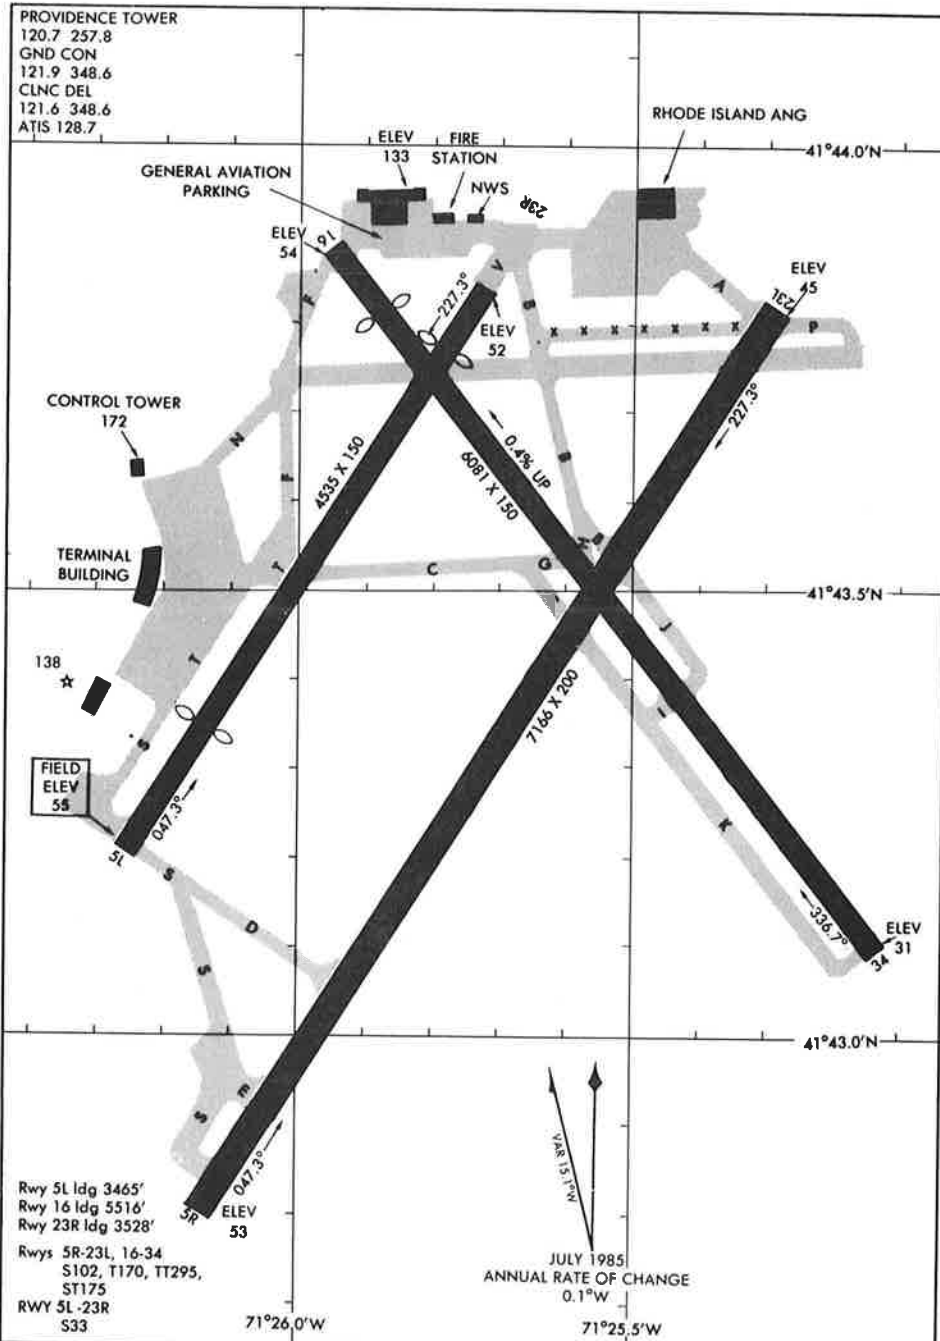 PROVIDENCE TOWER
120.7 257.8
GND CON
121.9 348.6
CLNC DEL
121.6 348.6
ATIS 128.7
RHODE ISLAND ANG
ELEV
133
FIRE
STATION
41°44.0'N
GENERAL AVIATION
PARKING
NWS
23R
ELEV
54
16
V
B
A
ELEV
45
23L
F
227.3°
ELEV
52
X X X X X X X
P
CONTROL TOWER
172
N
F
4535 X 150
0.4% UP
6081 X 150
B
227.3°
TERMINAL
BUILDING
T
C
G
H
B
41°43.5'N
I
J
138
T
7166 X 200
I
S
FIELD
ELEV
55
047.3°
5L
K
S
D
336.7°
ELEV
31
34
S
41°43.0'N
S
E
VAR 15.1°W
047.3°
5R
ELEV
53
Rwy 5L ldg 3465'
Rwy 16 ldg 5516'
Rwy 23R ldg 3528'
Rwys 5R-23L, 16-34
S102, T170, TT295,
ST175
RWY 5L-23R
S33
JULY 1985
ANNUAL RATE OF CHANGE
0.1°W
71°26.0'W
71°25.5'W